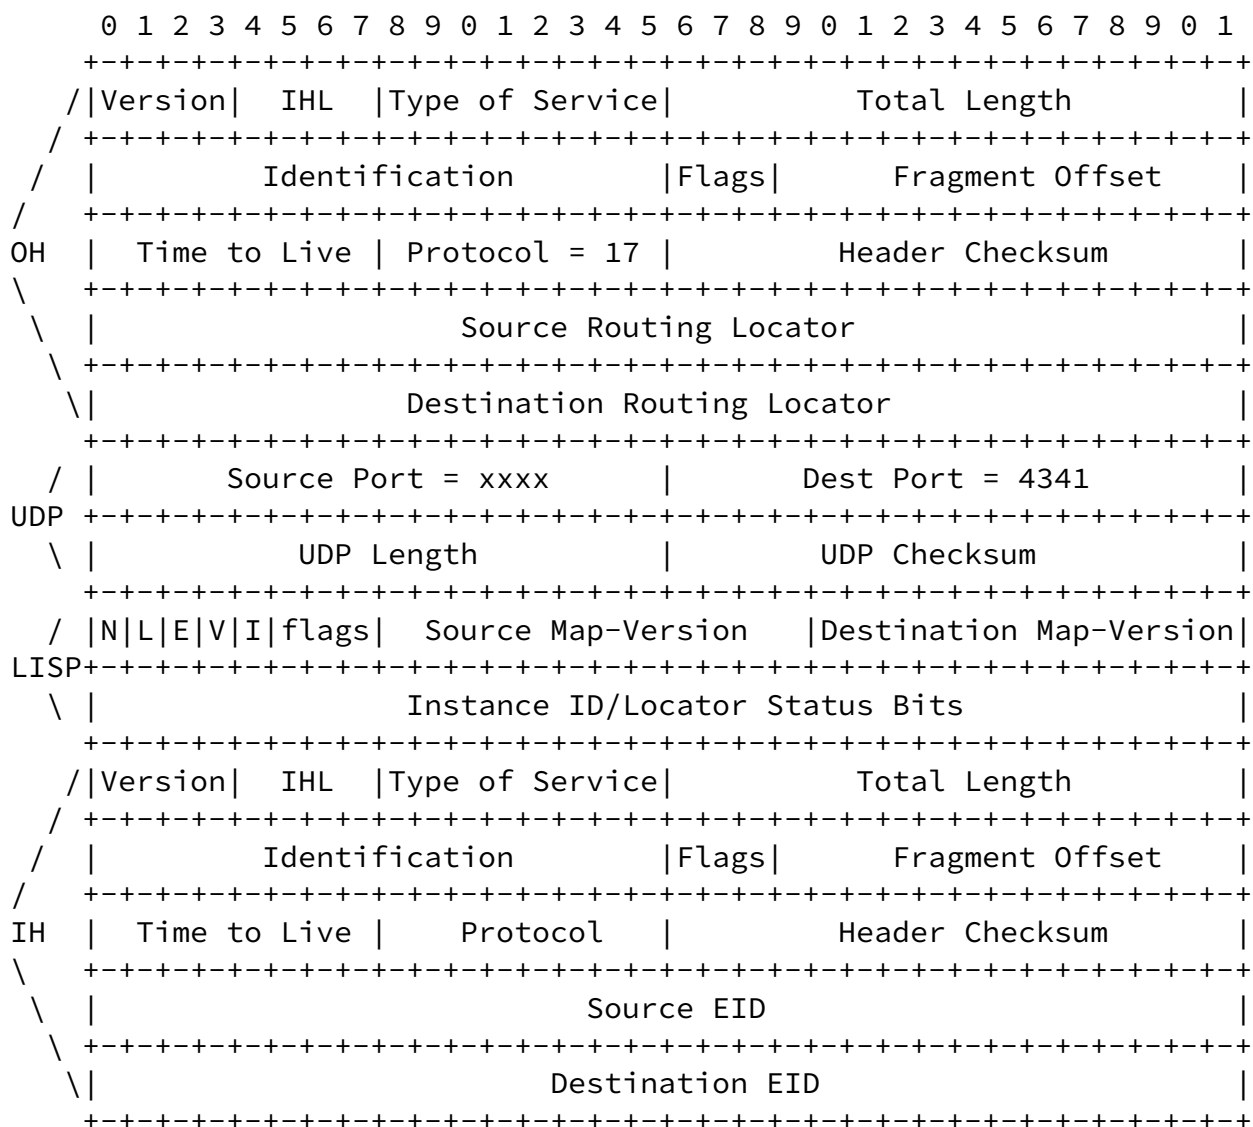 0 1 2 3 4 5 6 7 8 9 0 1 2 3 4 5 6 7 8 9 0 1 2 3 4 5 6 7 8 9 0 1
    +-+-+-+-+-+-+-+-+-+-+-+-+-+-+-+-+-+-+-+-+-+-+-+-+-+-+-+-+-+-+-+-+
   /|Version|  IHL  |Type of Service|          Total Length         |
  / +-+-+-+-+-+-+-+-+-+-+-+-+-+-+-+-+-+-+-+-+-+-+-+-+-+-+-+-+-+-+-+-+
 /  |         Identification        |Flags|      Fragment Offset    |
/   +-+-+-+-+-+-+-+-+-+-+-+-+-+-+-+-+-+-+-+-+-+-+-+-+-+-+-+-+-+-+-+-+
OH  |  Time to Live | Protocol = 17 |         Header Checksum       |
\   +-+-+-+-+-+-+-+-+-+-+-+-+-+-+-+-+-+-+-+-+-+-+-+-+-+-+-+-+-+-+-+-+
 \  |                    Source Routing Locator                     |
  \ +-+-+-+-+-+-+-+-+-+-+-+-+-+-+-+-+-+-+-+-+-+-+-+-+-+-+-+-+-+-+-+-+
   \|                 Destination Routing Locator                   |
    +-+-+-+-+-+-+-+-+-+-+-+-+-+-+-+-+-+-+-+-+-+-+-+-+-+-+-+-+-+-+-+-+
  / |       Source Port = xxxx      |       Dest Port = 4341        |
UDP +-+-+-+-+-+-+-+-+-+-+-+-+-+-+-+-+-+-+-+-+-+-+-+-+-+-+-+-+-+-+-+-+
  \ |           UDP Length          |        UDP Checksum           |
    +-+-+-+-+-+-+-+-+-+-+-+-+-+-+-+-+-+-+-+-+-+-+-+-+-+-+-+-+-+-+-+-+
  / |N|L|E|V|I|flags|  Source Map-Version   |Destination Map-Version|
LISP+-+-+-+-+-+-+-+-+-+-+-+-+-+-+-+-+-+-+-+-+-+-+-+-+-+-+-+-+-+-+-+-+
  \ |                 Instance ID/Locator Status Bits               |
    +-+-+-+-+-+-+-+-+-+-+-+-+-+-+-+-+-+-+-+-+-+-+-+-+-+-+-+-+-+-+-+-+
   /|Version|  IHL  |Type of Service|          Total Length         |
  / +-+-+-+-+-+-+-+-+-+-+-+-+-+-+-+-+-+-+-+-+-+-+-+-+-+-+-+-+-+-+-+-+
 /  |         Identification        |Flags|      Fragment Offset    |
/   +-+-+-+-+-+-+-+-+-+-+-+-+-+-+-+-+-+-+-+-+-+-+-+-+-+-+-+-+-+-+-+-+
IH  |  Time to Live |    Protocol   |         Header Checksum       |
\   +-+-+-+-+-+-+-+-+-+-+-+-+-+-+-+-+-+-+-+-+-+-+-+-+-+-+-+-+-+-+-+-+
 \  |                           Source EID                          |
  \ +-+-+-+-+-+-+-+-+-+-+-+-+-+-+-+-+-+-+-+-+-+-+-+-+-+-+-+-+-+-+-+-+
   \|                         Destination EID                       |
    +-+-+-+-+-+-+-+-+-+-+-+-+-+-+-+-+-+-+-+-+-+-+-+-+-+-+-+-+-+-+-+-+